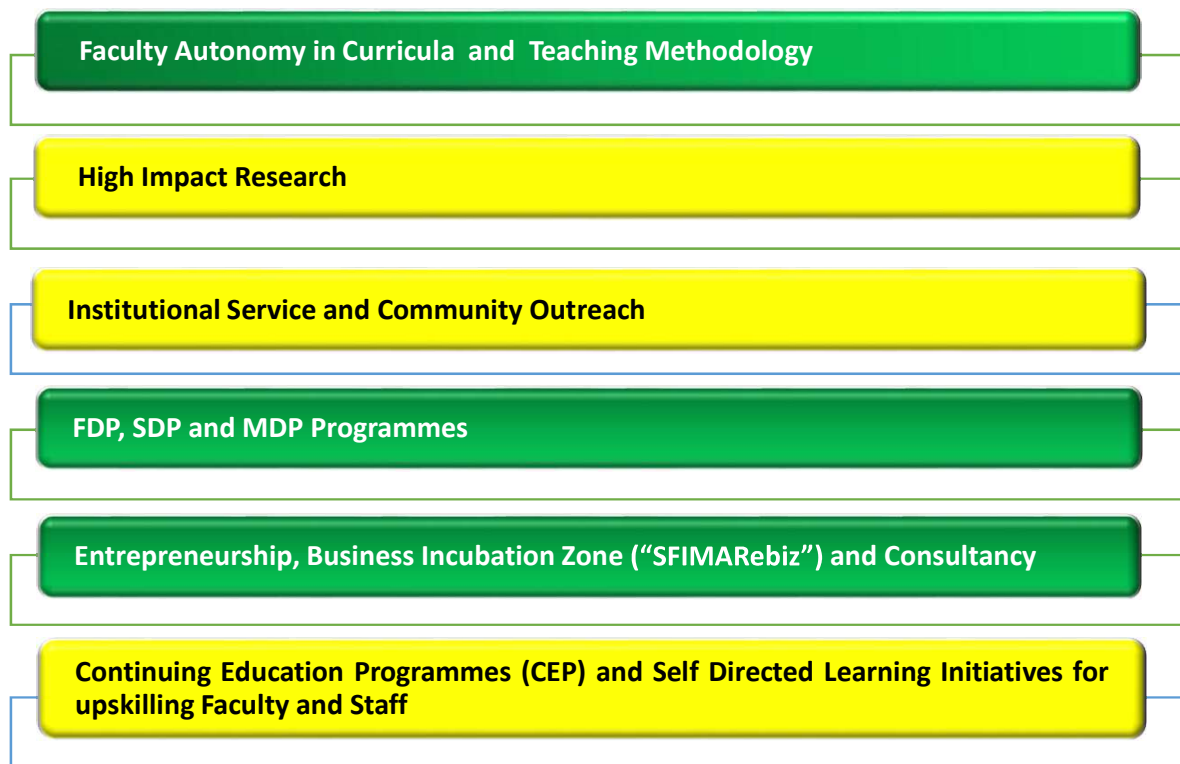 Faculty Autonomy in Curricula and Teaching Methodology
High Impact Research
Institutional Service and Community Outreach
FDP, SDP and MDP Programmes
Entrepreneurship, Business Incubation Zone (“SFIMARebiz”) and Consultancy
Continuing Education Programmes (CEP) and Self Directed Learning Initiatives for
upskilling Faculty and Staff